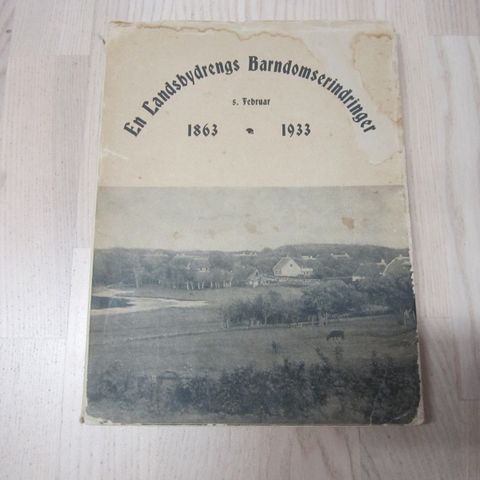 En Landsbydrengs Barndomserindringer
5. Februar
1863 1933